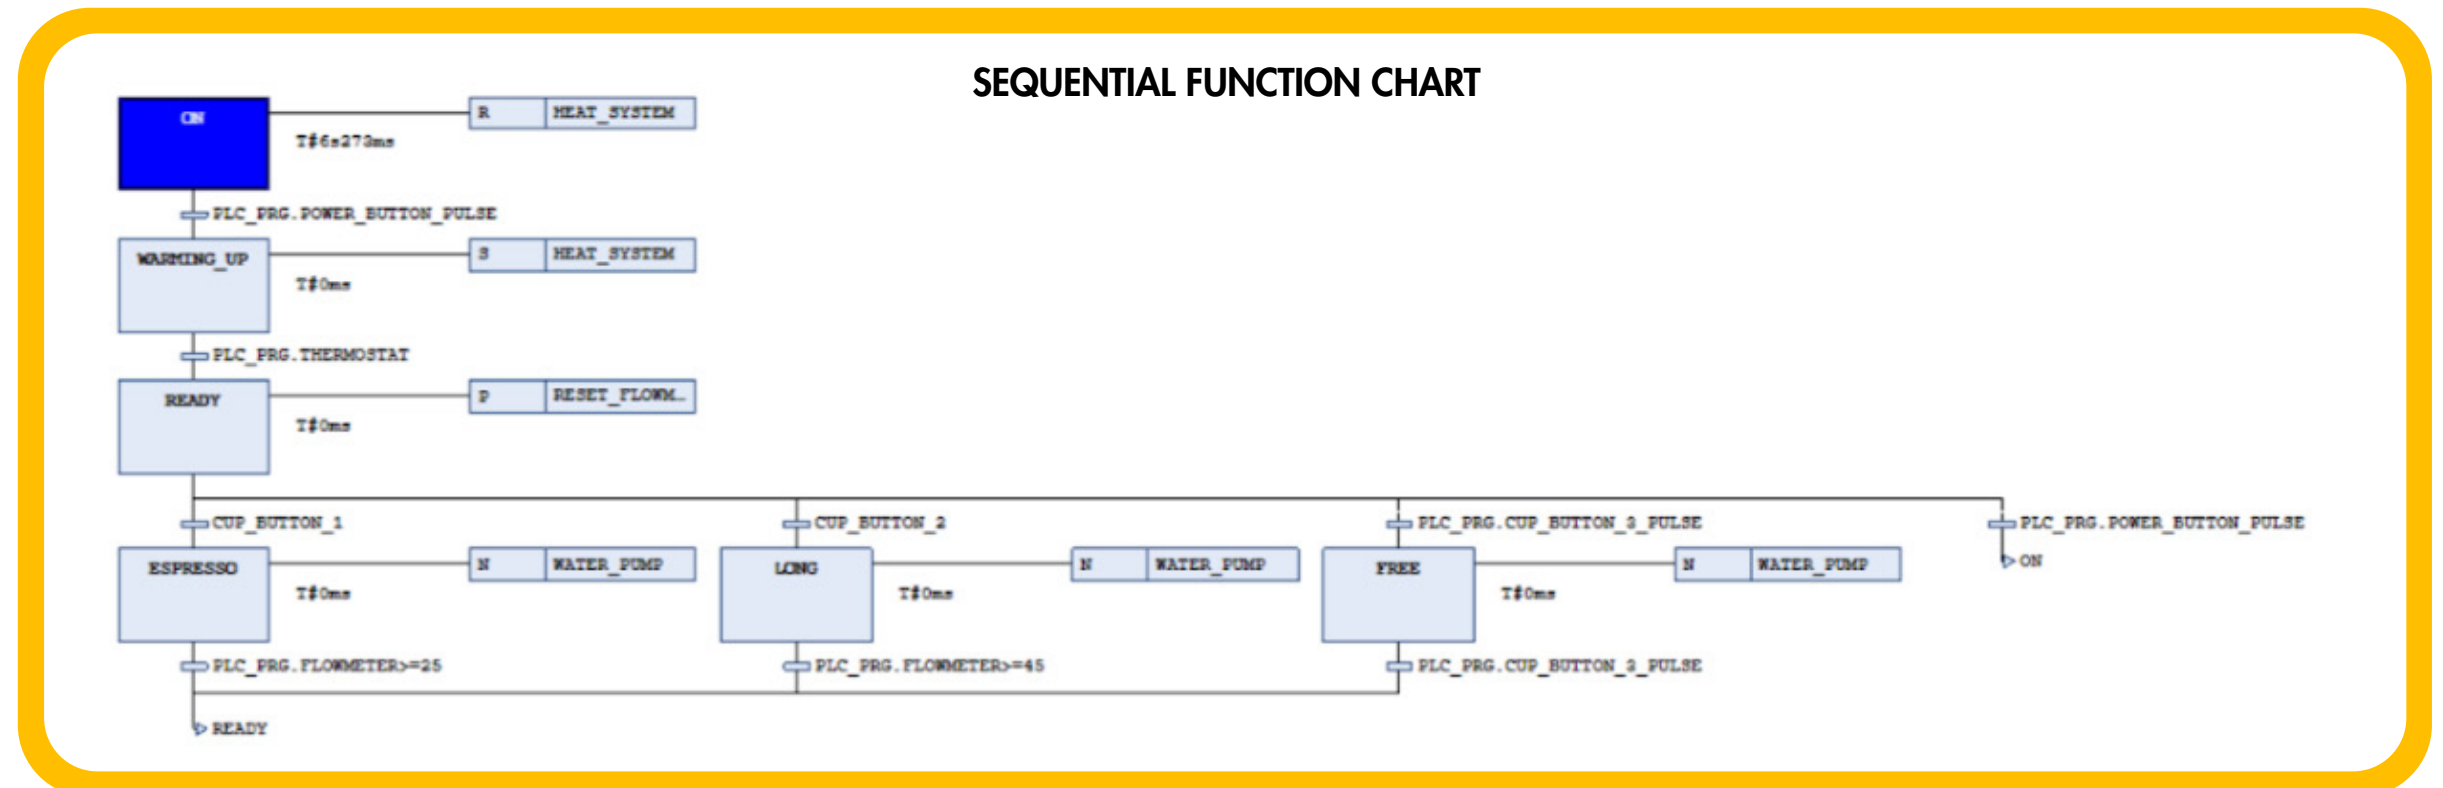 SEQUENTIAL FUNCTION CHART
ON
R HEAT_SYSTEM
T#6s273ms
PLC_PRG.POWER_BUTTON_PULSE
WARMING_UP
S HEAT_SYSTEM
T#0ms
PLC_PRG.THERMOSTAT
READY
P RESET_FLOWM...
T#0ms
CUP_BUTTON_1
CUP_BUTTON_2
PLC_PRG.CUP_BUTTON_3_PULSE
PLC_PRG.POWER_BUTTON_PULSE
ESPRESSO
N WATER_PUMP
T#0ms
LONG
N WATER_PUMP
T#0ms
FREE
N WATER_PUMP
T#0ms
ON
PLC_PRG.FLOWMETER>=25
PLC_PRG.FLOWMETER>=45
PLC_PRG.CUP_BUTTON_3_PULSE
READY